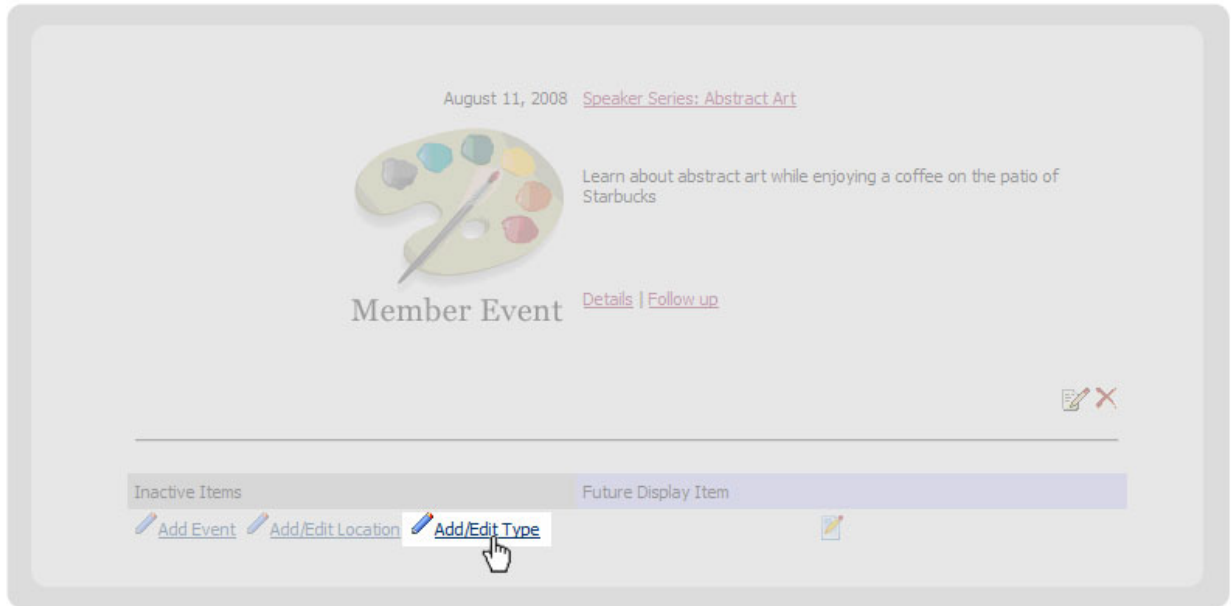 August 11, 2008 Speaker Series: Abstract Art
Learn about abstract art while enjoying a coffee on the patio of
Starbucks
Member Event
Details | Follow up
Inactive Items Future Display Item
Add Event Add/Edit Location Add/Edit Type